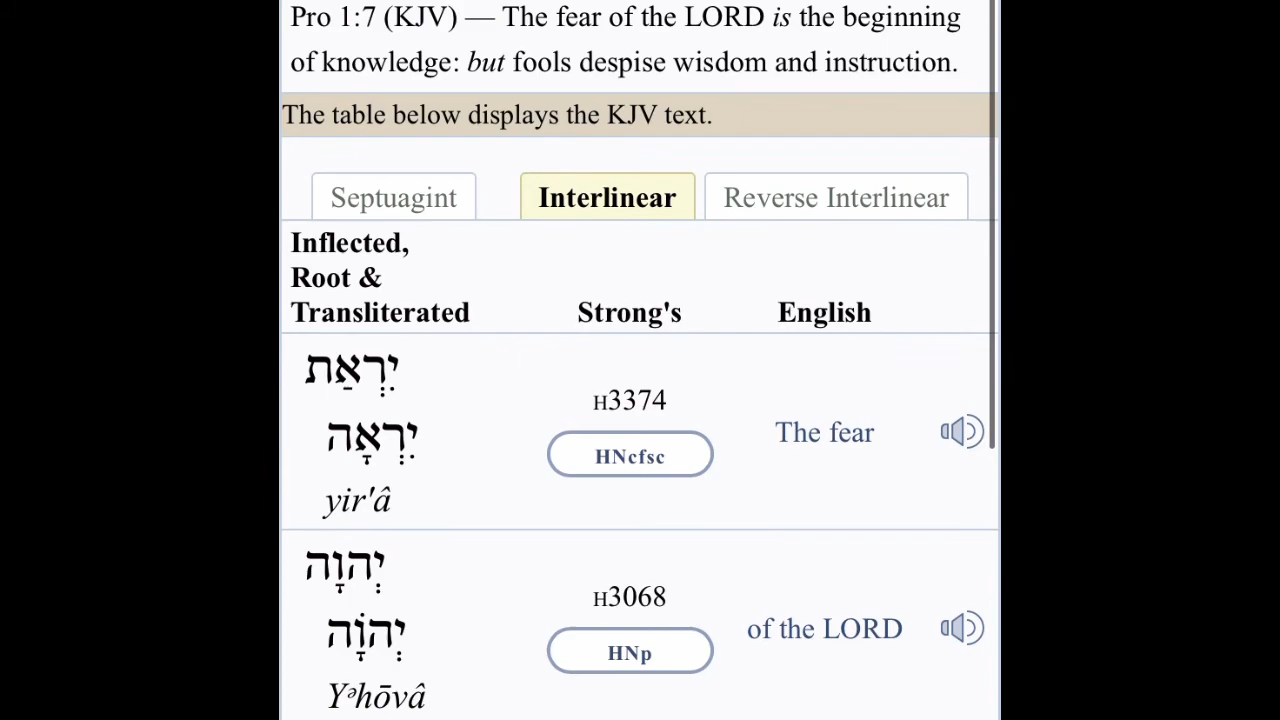 Pro 1:7 (KJV) — The fear of the LORD is the beginning
of knowledge: but fools despise wisdom and instruction.
The table below displays the KJV text.
Septuagint Interlinear Reverse Interlinear
Inflected,
Root &
Transliterated Strong's English
יִרְאַת
יִרְאָה
yir'â
H3374
HNcfsc
The fear
יְהוָה
יְהוָֹה
Yᵊhōvâ
H3068
HNp
of the LORD